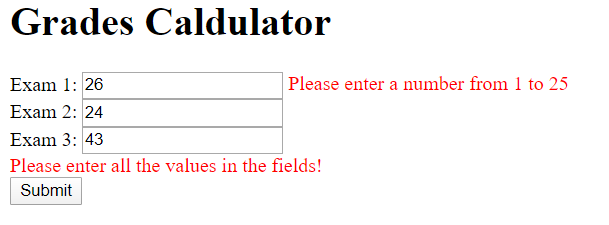 Grades Caldulator
Exam 1: 26 Please enter a number from 1 to 25
Exam 2: 24
Exam 3: 43
Please enter all the values in the fields!
Submit